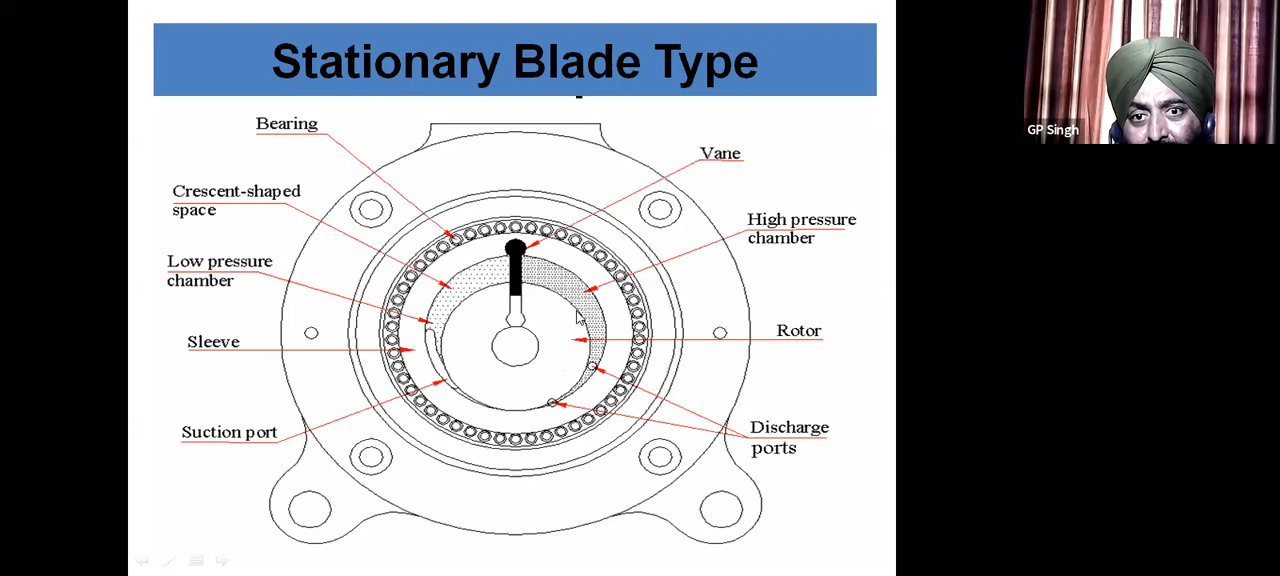 Stationary Blade Type
GP Singh
Bearing
Vane
Crescent-shaped
space
High pressure
chamber
Low pressure
chamber
Rotor
Sleeve
Suction port
Discharge
ports